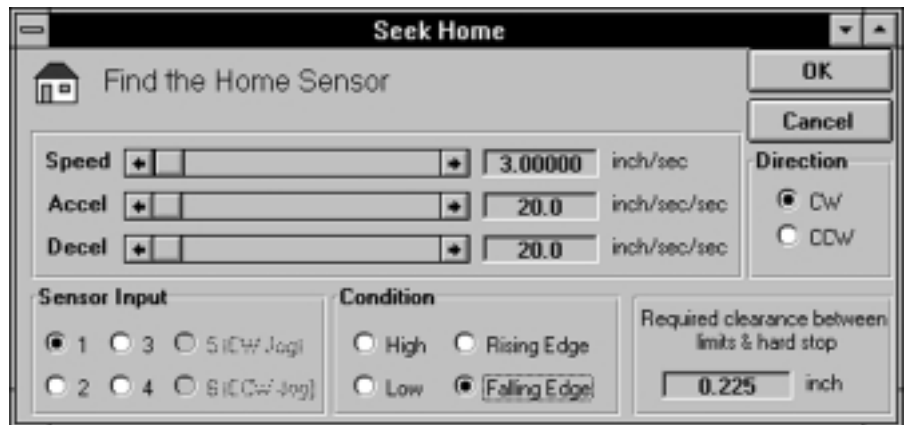 Seek Home
Find the Home Sensor
OK
Cancel
Speed 3.00000 inch/sec
Accel 20.0 inch/sec/sec
Decel 20.0 inch/sec/sec
Direction
CW
CCW
Sensor Input
1 3 5 (CW Jog)
2 4 6 (CCW Jog)
Condition
High Rising Edge
Low Falling Edge
Required clearance between
limits & hard stop
0.225 inch